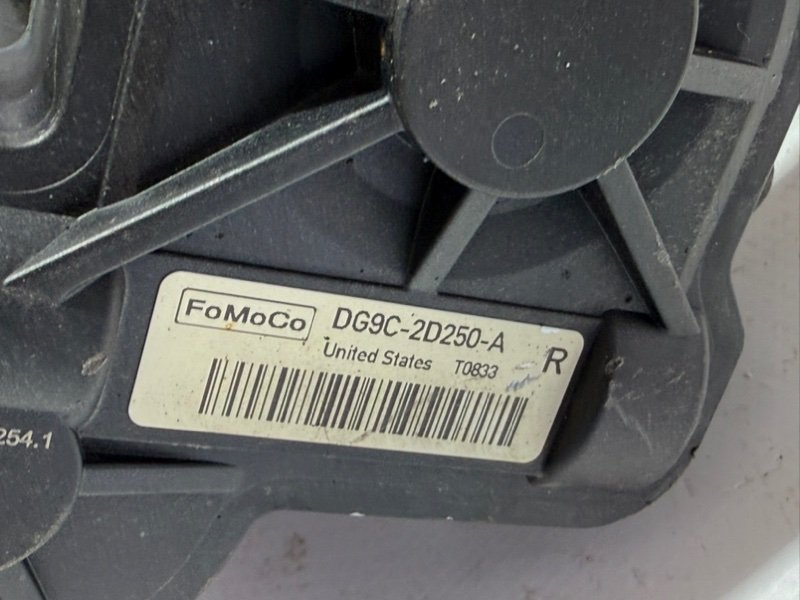 FoMoCo DG9C-2D250-A
United States T0833 R
254.1